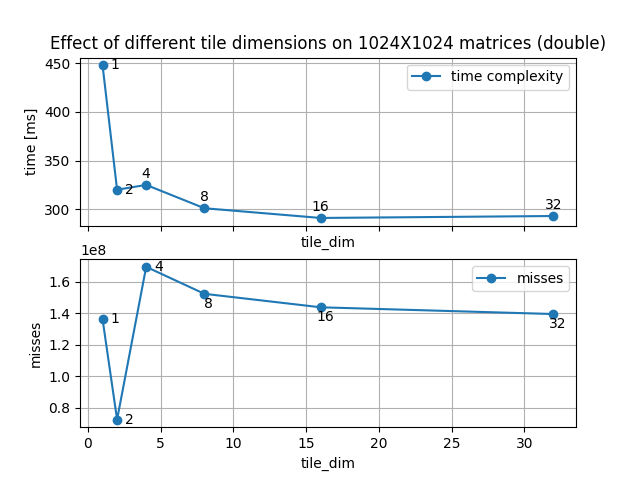 Effect of different tile dimensions on 1024X1024 matrices (double)
time complexity
450
400
350
300
time [ms]
1
2
4
8
16
32
tile_dim
1e8
misses
1.6
1.4
1.2
1.0
0.8
misses
1
2
4
8
16
32
0 5 10 15 20 25 30
tile_dim